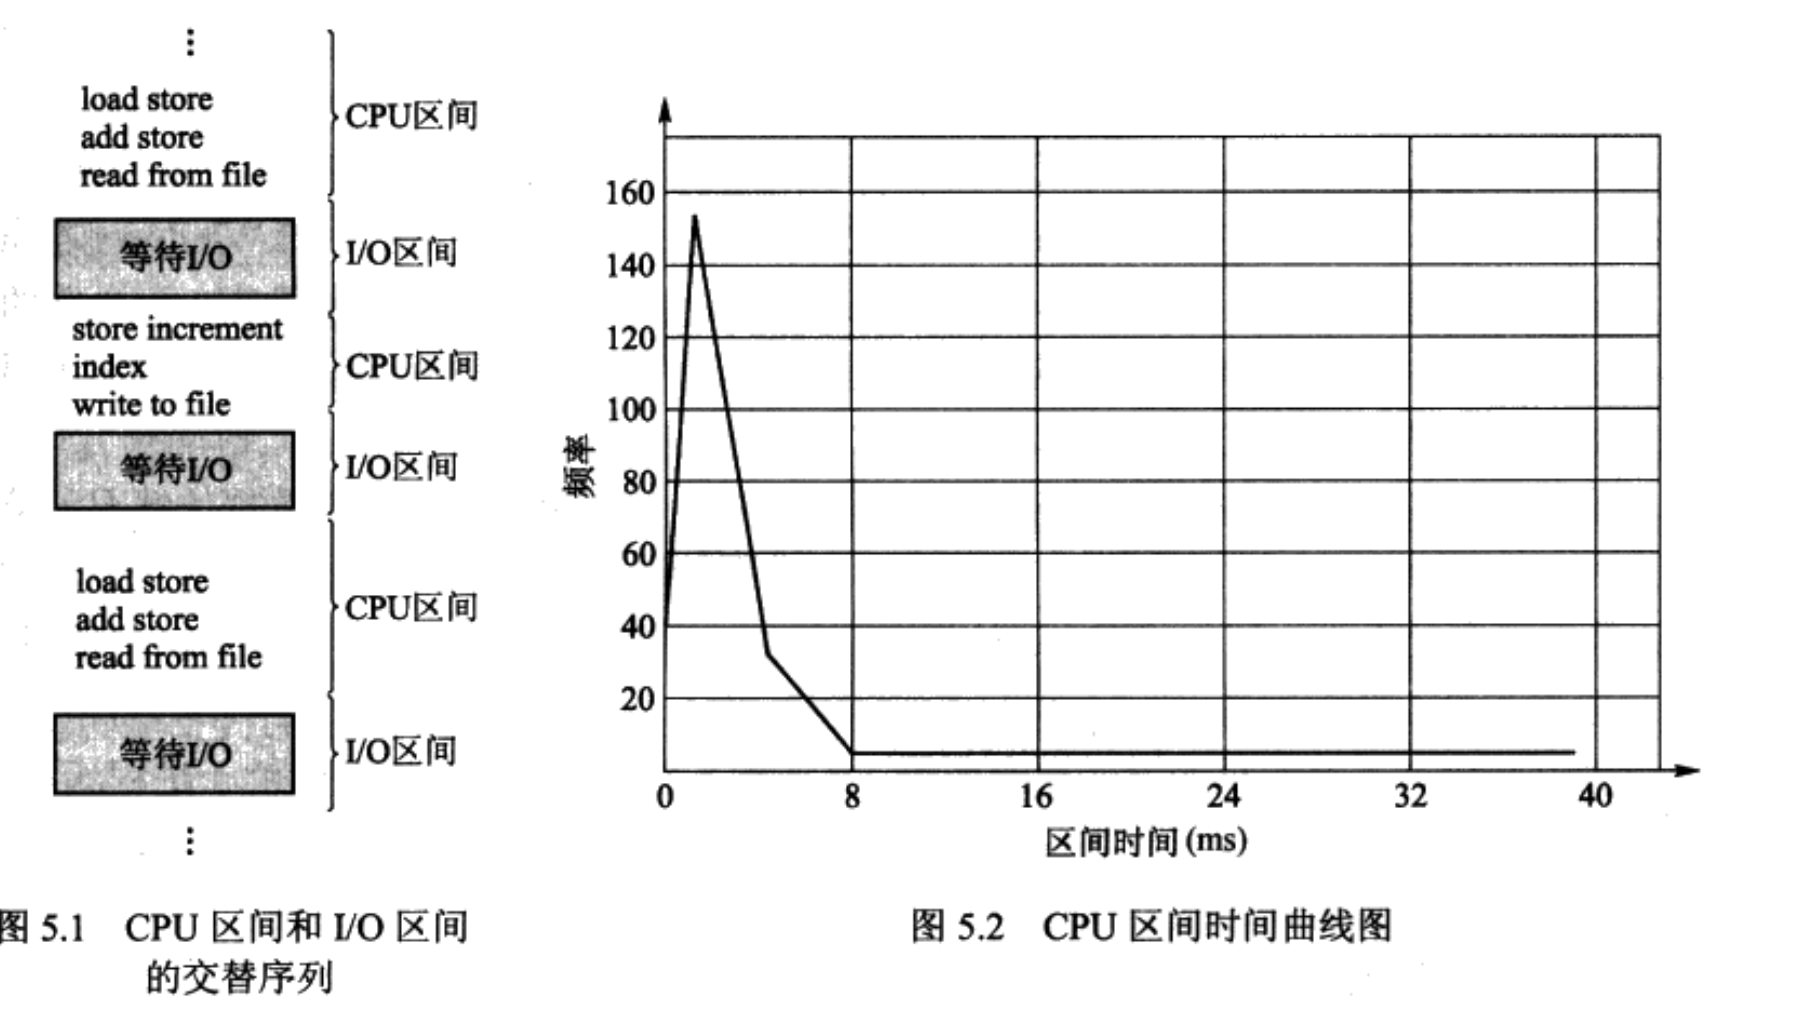 ⋮
load store
add store
read from file
CPU区间
等待I/O
I/O区间
store increment
index
write to file
CPU区间
等待I/O
I/O区间
load store
add store
read from file
CPU区间
等待I/O
I/O区间
⋮
图 5.1 CPU 区间和 I/O 区间
的交替序列
频率
160
140
120
100
80
60
40
20
0 8 16 24 32 40
区间时间 (ms)
图 5.2 CPU 区间时间曲线图